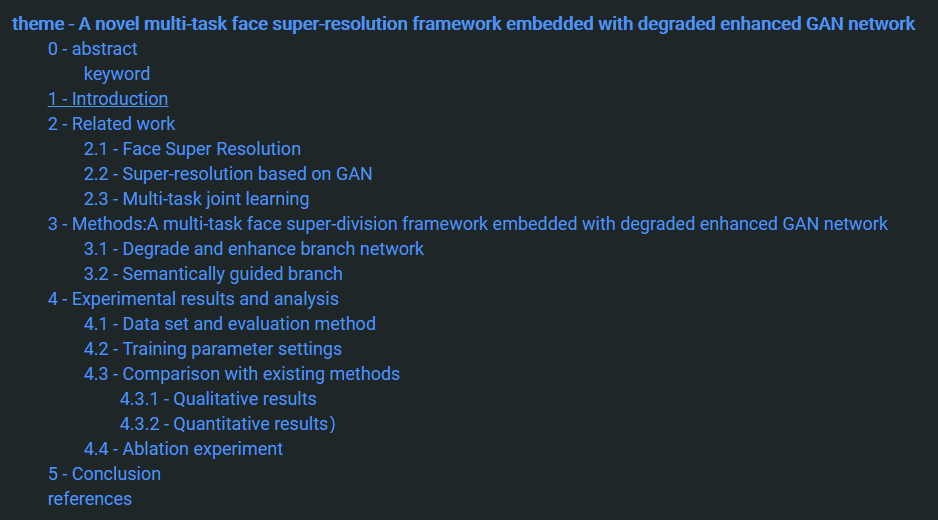 theme - A novel multi-task face super-resolution framework embedded with degraded enhanced GAN network
0 - abstract
keyword
1 - Introduction
2 - Related work
2.1 - Face Super Resolution
2.2 - Super-resolution based on GAN
2.3 - Multi-task joint learning
3 - Methods:A multi-task face super-division framework embedded with degraded enhanced GAN network
3.1 - Degrade and enhance branch network
3.2 - Semantically guided branch
4 - Experimental results and analysis
4.1 - Data set and evaluation method
4.2 - Training parameter settings
4.3 - Comparison with existing methods
4.3.1 - Qualitative results
4.3.2 - Quantitative results)
4.4 - Ablation experiment
5 - Conclusion
references